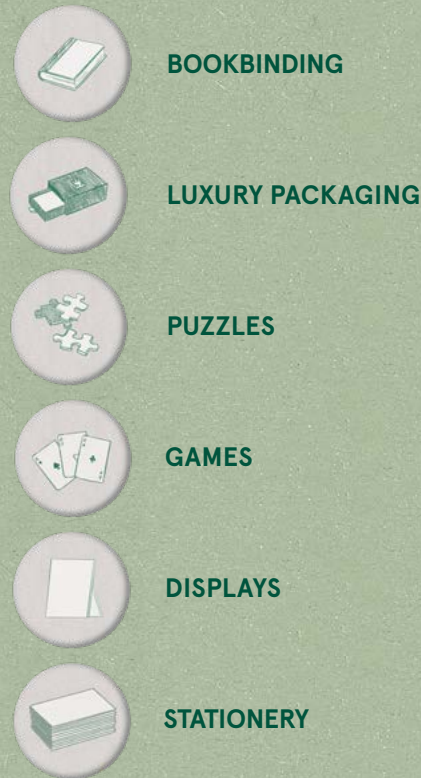 BOOKBINDING
LUXURY PACKAGING
PUZZLES
GAMES
DISPLAYS
STATIONERY